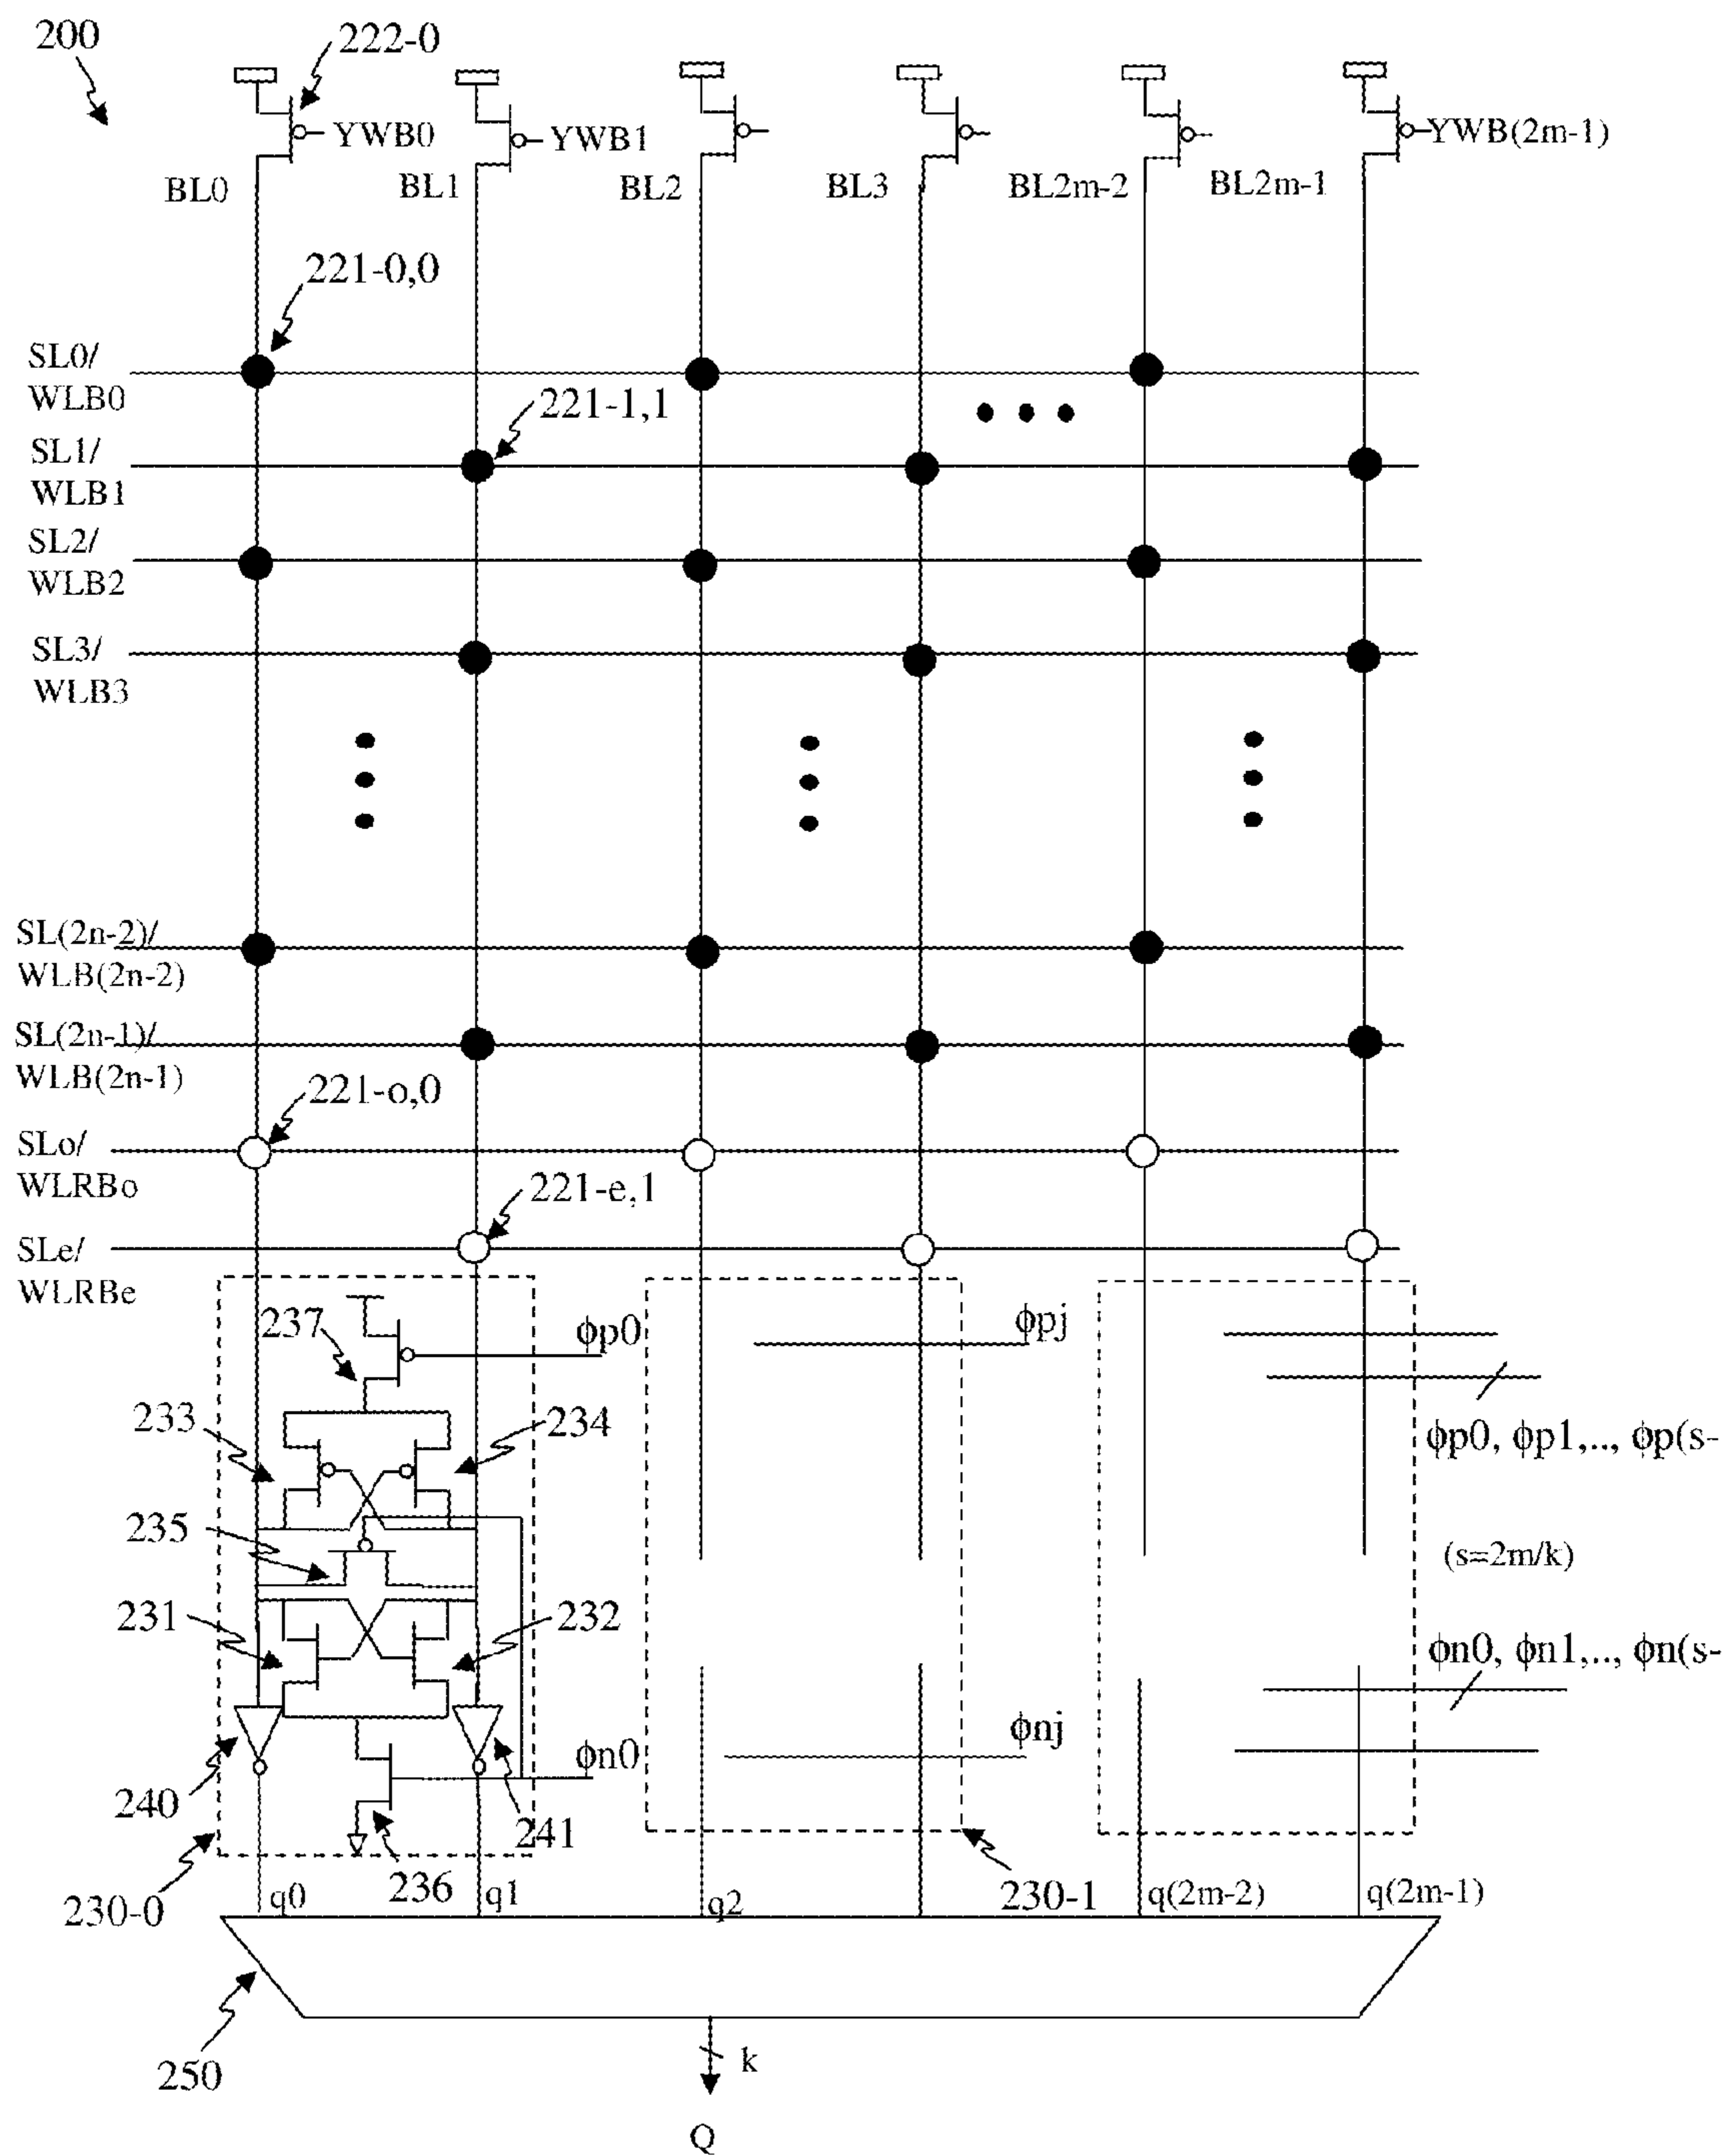 200
222-0
YWB0
YWB1
YWB(2m-1)
BL0
BL1
BL2
BL3
BL2m-2
BL2m-1
221-0,0
SL0/
WLB0
221-1,1
SL1/
WLB1
SL2/
WLB2
SL3/
WLB3
SL(2n-2)/
WLB(2n-2)
SL(2n-1)/
WLB(2n-1)
221-o,0
SLo/
WLRBo
221-e,1
SLe/
WLRBe
237
ϕp0
ϕpj
233
234
ϕp0, ϕp1,.., ϕp(s-
235
(s=2m/k)
231
232
ϕn0, ϕn1,.., ϕn(s-
ϕn0
ϕnj
240
241
236
230-0
q0
q1
q2
230-1
q(2m-2)
q(2m-1)
250
k
Q